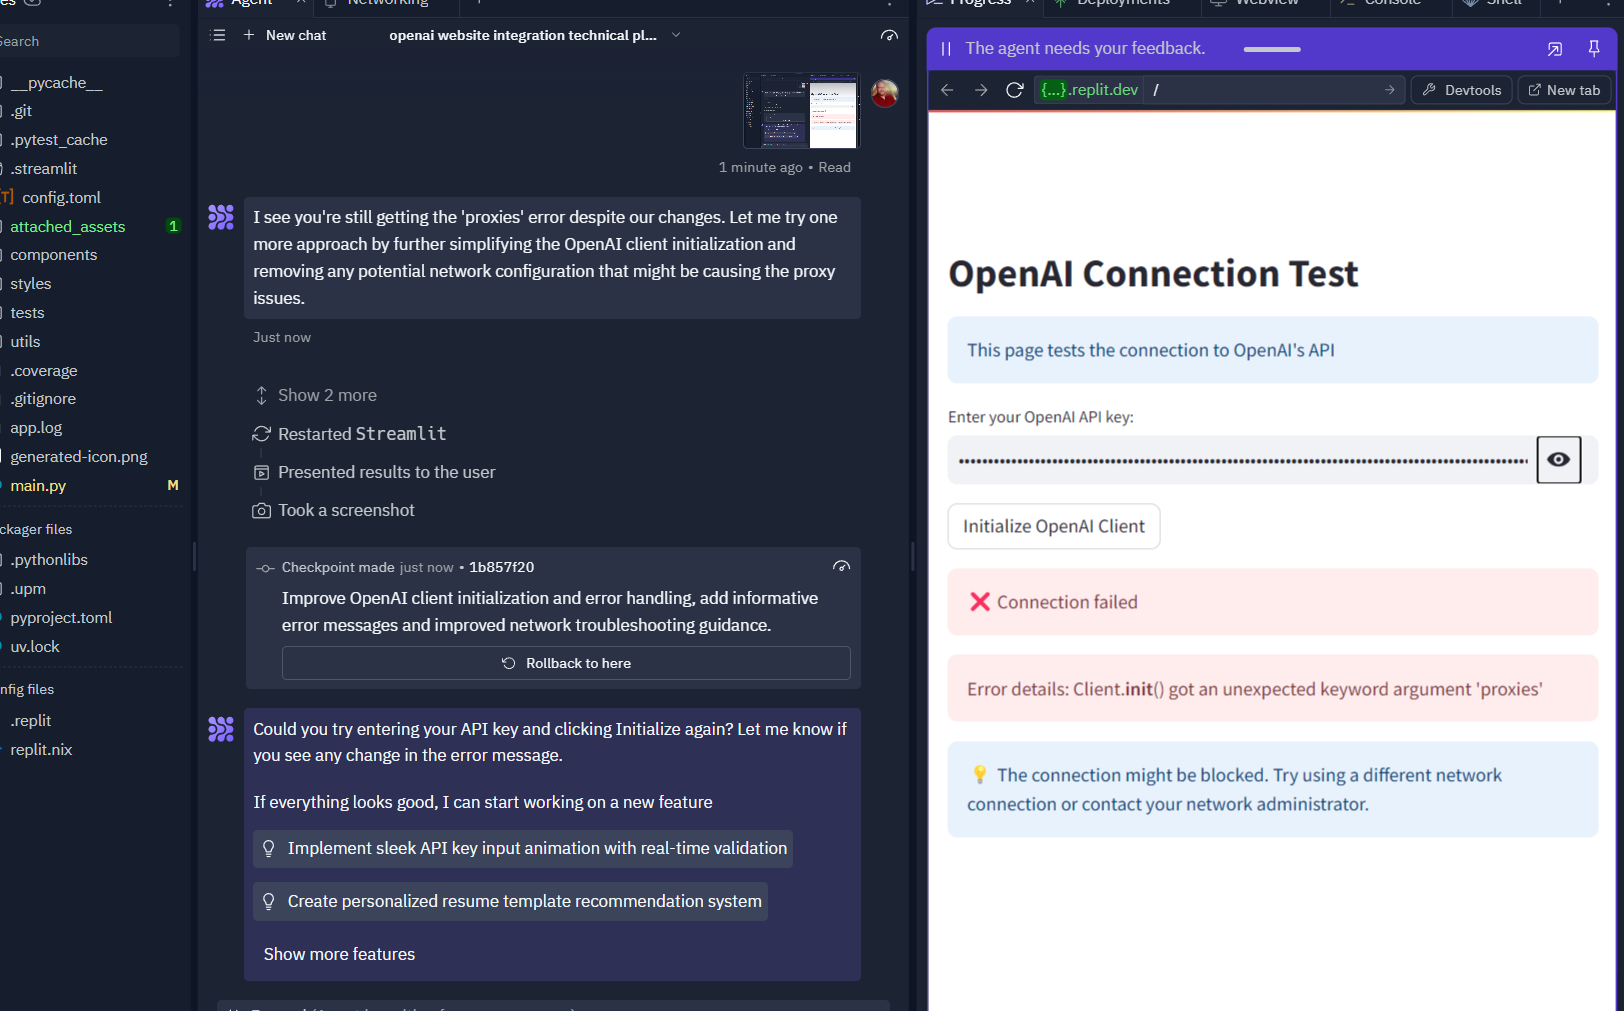 Agent
Networking
Progress
Deployments
Webview
Console
Shell
Search
__pycache__
.git
.pytest_cache
.streamlit
config.toml
attached_assets 1
components
styles
tests
utils
.coverage
.gitignore
app.log
generated-icon.png
main.py M
ckager files
.pythonlibs
.upm
pyproject.toml
uv.lock
nfig files
.replit
replit.nix
New chat
openai website integration technical pl...
1 minute ago • Read
I see you're still getting the 'proxies' error despite our changes. Let me try one
more approach by further simplifying the OpenAI client initialization and
removing any potential network configuration that might be causing the proxy
issues.
Just now
Show 2 more
Restarted Streamlit
Presented results to the user
Took a screenshot
Checkpoint made just now • 1b857f20
Improve OpenAI client initialization and error handling, add informative
error messages and improved network troubleshooting guidance.
Rollback to here
Could you try entering your API key and clicking Initialize again? Let me know if
you see any change in the error message.
If everything looks good, I can start working on a new feature
Implement sleek API key input animation with real-time validation
Create personalized resume template recommendation system
Show more features
The agent needs your feedback.
{...}.replit.dev /
Devtools
New tab
OpenAI Connection Test
This page tests the connection to OpenAI's API
Enter your OpenAI API key:
Initialize OpenAI Client
❌ Connection failed
Error details: Client.init() got an unexpected keyword argument 'proxies'
💡 The connection might be blocked. Try using a different network
connection or contact your network administrator.